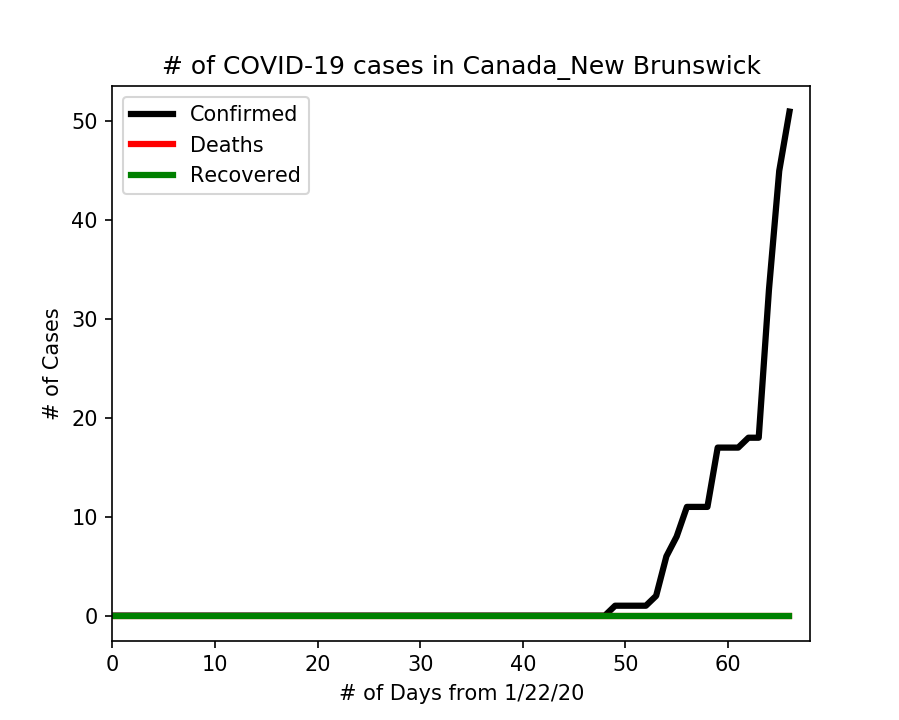 # of COVID-19 cases in Canada_New Brunswick
Confirmed
Deaths
Recovered
# of Cases
50
40
30
20
10
0
0 10 20 30 40 50 60
# of Days from 1/22/20